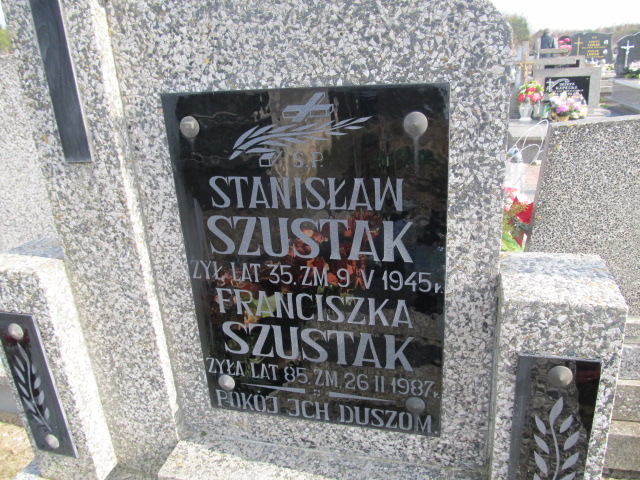 Ś.P.
STANISŁAW
SZUSTAK
ŻYŁ LAT 35. ZM. 9 V 1945 r.
FRANCISZKA
SZUSTAK
ŻYŁA LAT 85. ZM. 26 II 1987 r.
POKÓJ JCH DUSZOM